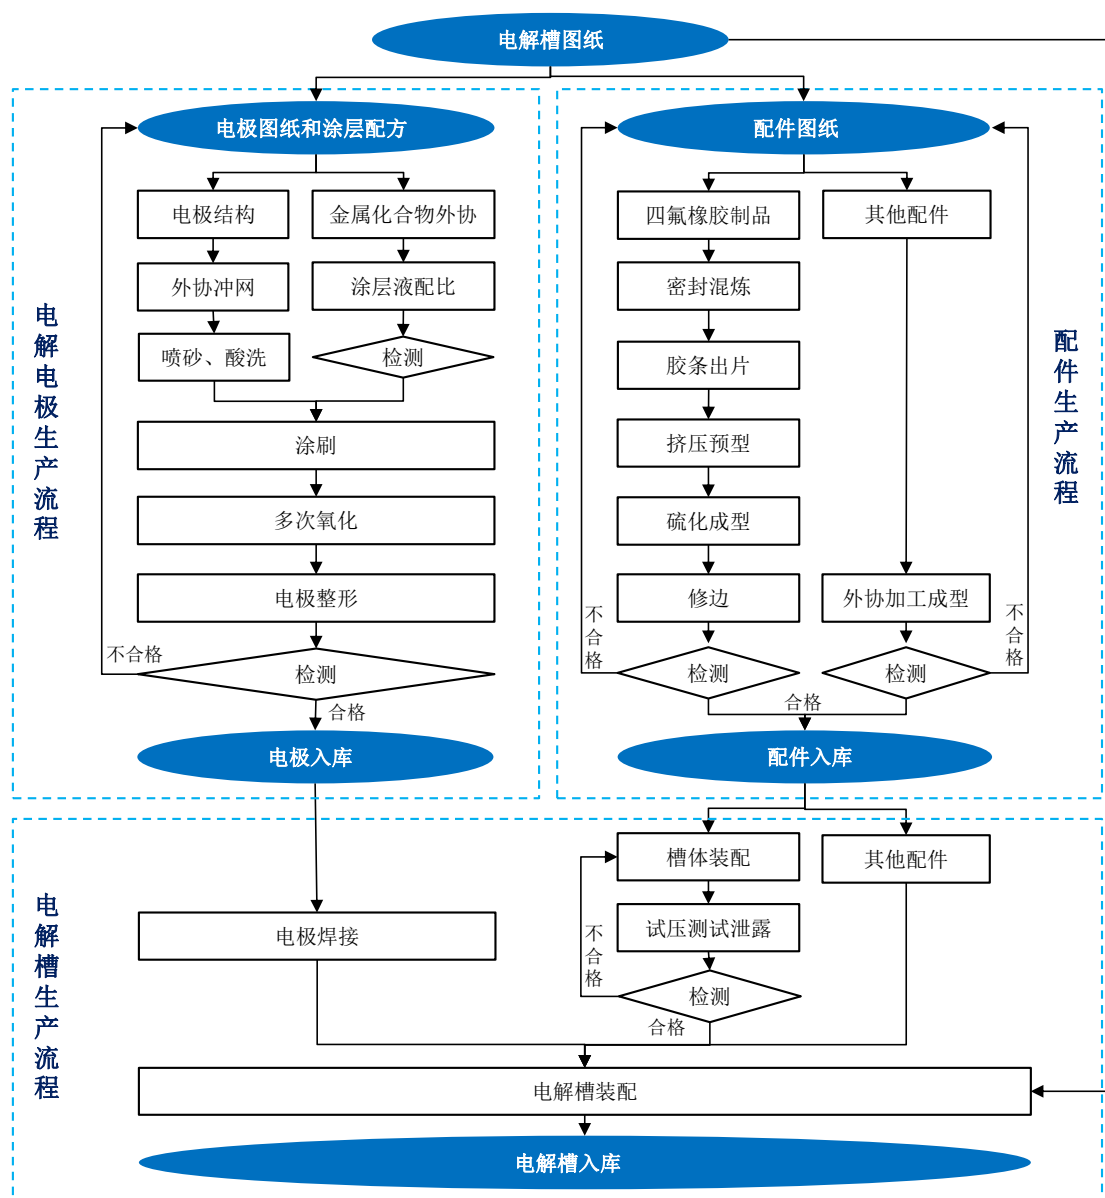 电解槽图纸
电极图纸和涂层配方
配件图纸
电极结构
金属化合物外协
四氟橡胶制品
其他配件
外协冲网
涂层液配比
密封混炼
喷砂、酸洗
检测
胶条出片
涂刷
挤压预型
多次氧化
硫化成型
电极整形
修边
外协加工成型
不合格
检测
不合格
检测
检测
不合格
合格
合格
电极入库
配件入库
电解电极生产流程
配件生产流程
槽体装配
其他配件
电极焊接
试压测试泄露
不合格
检测
合格
电解槽生产流程
电解槽装配
电解槽入库